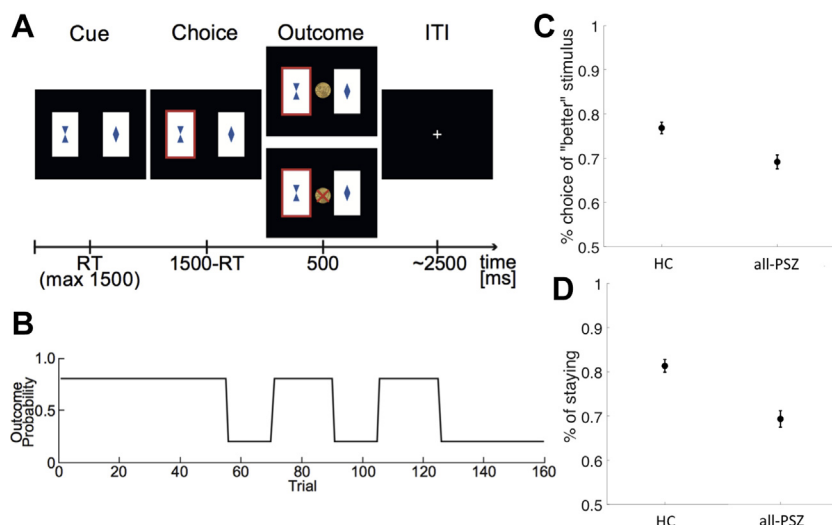 A
Cue
Choice
Outcome
ITI
RT
(max 1500)
1500-RT
500
~2500
time
[ms]
B
Outcome
Probability
1.0
0.5
0
0
20
40
60
80
100
120
140
160
Trial
C
% choice of "better" stimulus
1
0.9
0.8
0.7
0.6
0.5
HC
all-PSZ
D
% of staying
1
0.9
0.8
0.7
0.6
0.5
HC
all-PSZ